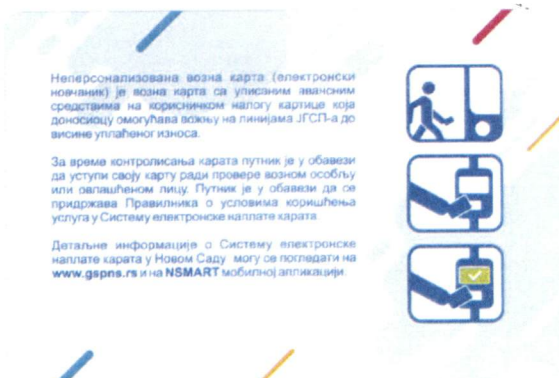 Неперсонализована возна карта (електронски
новчаник) је возна карта са уписаним авансним
средствима на корисничком налогу картице која
доносиоцу омогућава вожњу на линијама ЈГСП-а до
висине уплаћеног износа.
За време контролисања карата путник је у обавези
да уступи своју карту ради провере возном особљу
или овлашћеном лицу. Путник је у обавези да се
придржава Правилника о условима коришћења
услуга у Систему електронске наплате карата
Детаљне информације о Систему електронске
наплате карата у Новом Саду могу се погледати на
www.gspns.rs и на NSMART мобилној апликацији.